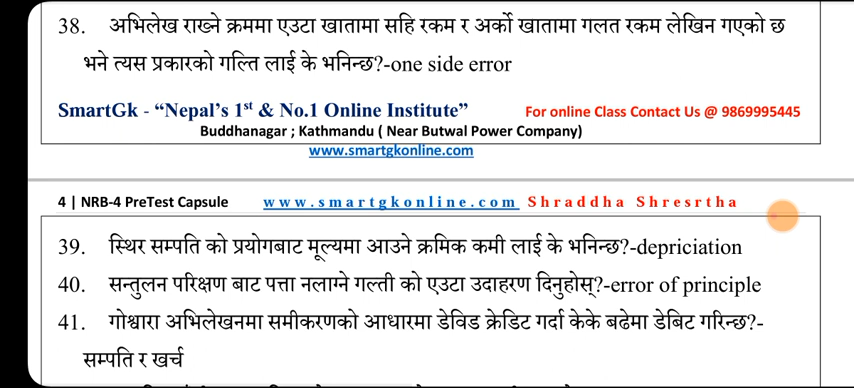 38. अभिलेख राख्ने क्रममा एउटा खातामा सहि रकम र अर्को खातामा गलत रकम लेखिन गएको छ
भने त्यस प्रकारको गल्ति लाई के भनिन्छ?-one side error
SmartGk - “Nepal’s 1st & No.1 Online Institute” For online Class Contact Us @ 9869995445
Buddhanagar ; Kathmandu ( Near Butwal Power Company)
www.smartgkonline.com
4 | NRB-4 PreTest Capsule www.smartgkonline.com Shraddha Shresrtha
39. स्थिर सम्पति को प्रयोगबाट मूल्यमा आउने क्रमिक कमी लाई के भनिन्छ?-depriciation
40. सन्तुलन परिक्षण बाट पत्ता नलाग्ने गल्ती को एउटा उदाहरण दिनुहोस्?-error of principle
41. गोश्वारा अभिलेखनमा समीकरणको आधारमा डेविड क्रेडिट गर्दा केके बढेमा डेबिट गरिन्छ?-
सम्पति र खर्च